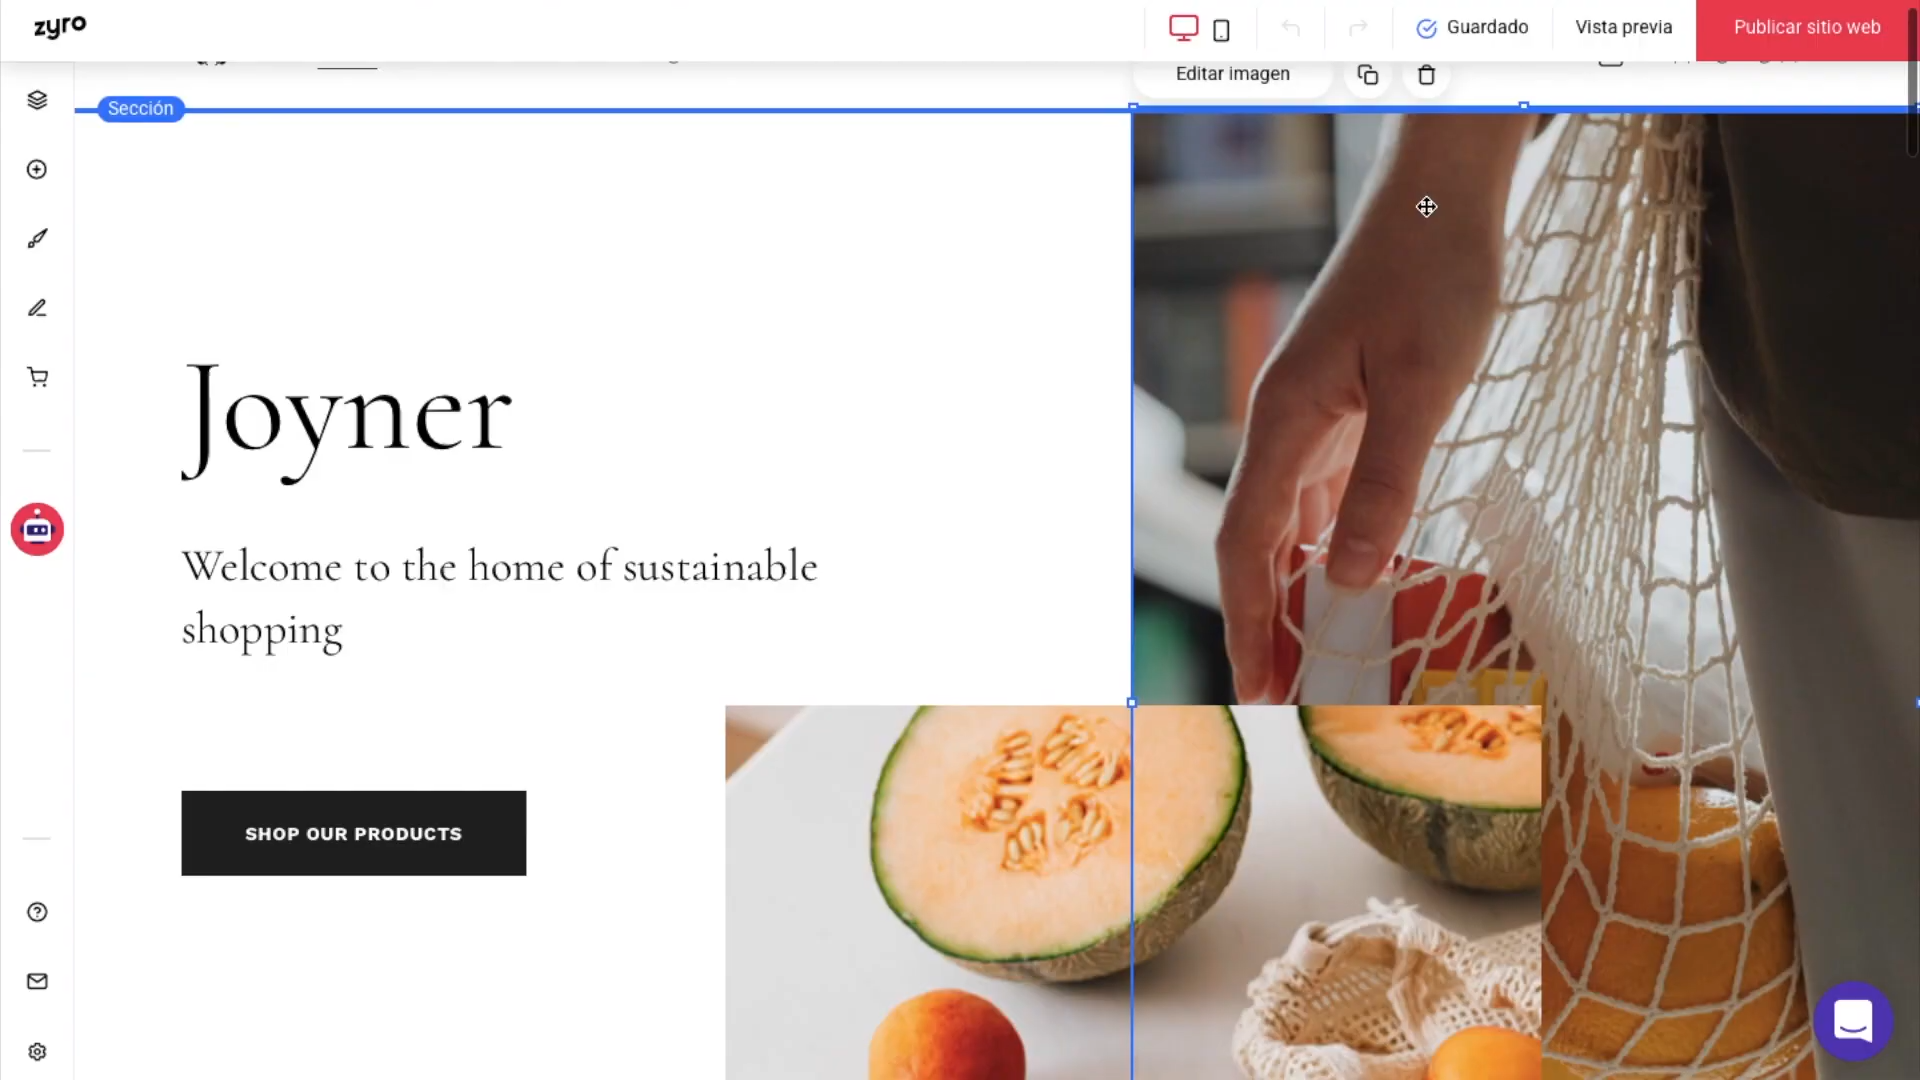 zyro
Guardado
Vista previa
Publicar sitio web
Editar imagen
Sección
Joyner
Welcome to the home of sustainable
shopping
SHOP OUR PRODUCTS